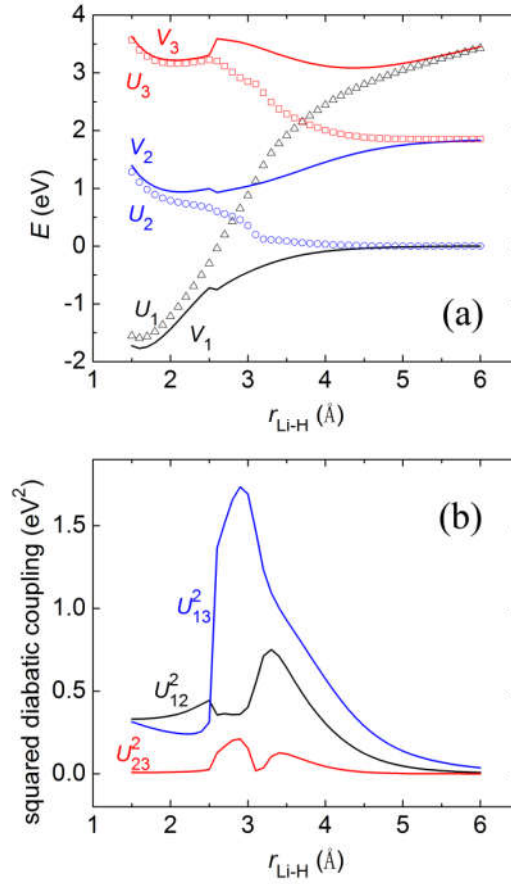 4
3
2
1
0
-1
-2
E (eV)
V₃
U₃
V₂
U₂
U₁
V₁
(a)
1 2 3 4 5 6
r_Li-H (Å)
1.5
1.0
0.5
0.0
squared diabatic coupling (eV²)
(b)
U²₁₃
U²₁₂
U²₂₃
1 2 3 4 5 6
r_Li-H (Å)